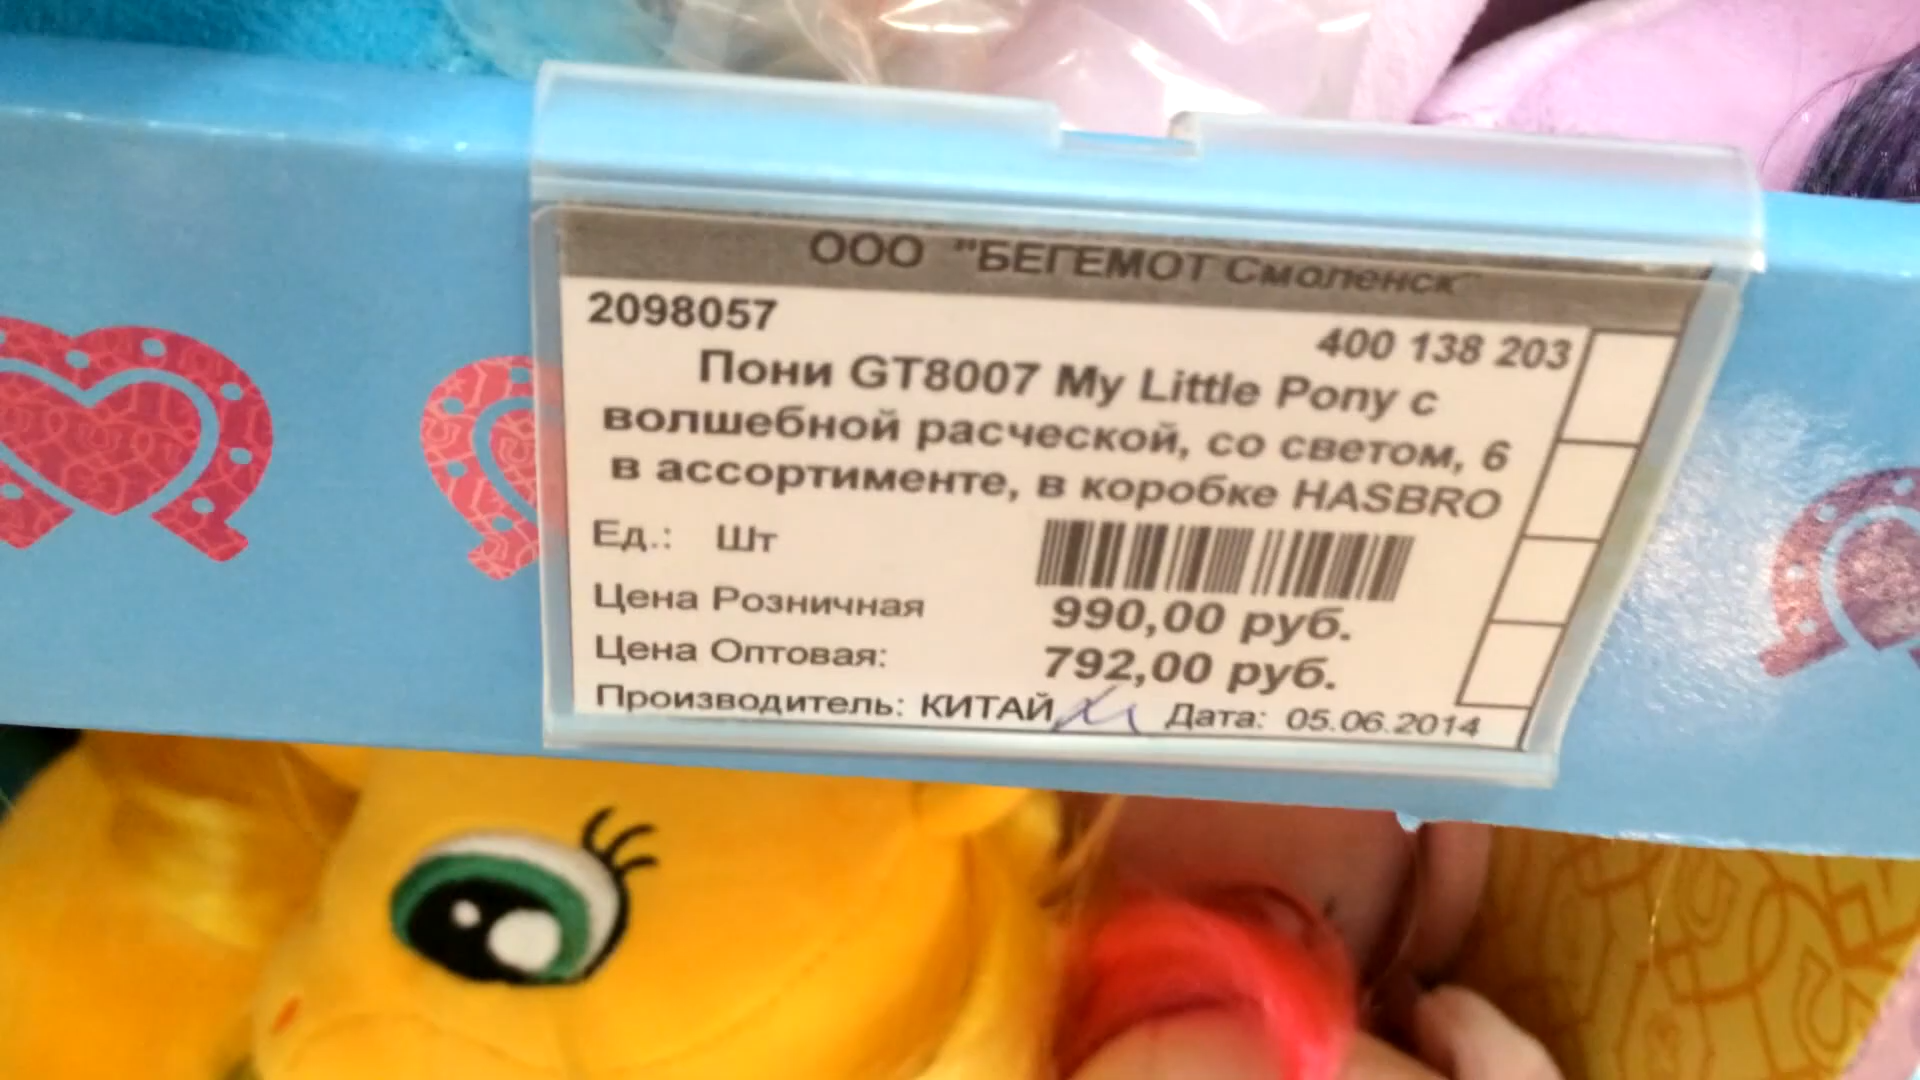 ООО "БЕГЕМОТ Смоленск"
2098057
400 138 203
Пони GT8007 My Little Pony с
волшебной расческой, со светом, 6
в ассортименте, в коробке HASBRO
Ед.: Шт
Цена Розничная 990,00 руб.
Цена Оптовая: 792,00 руб.
Производитель: КИТАЙ Дата: 05.06.2014